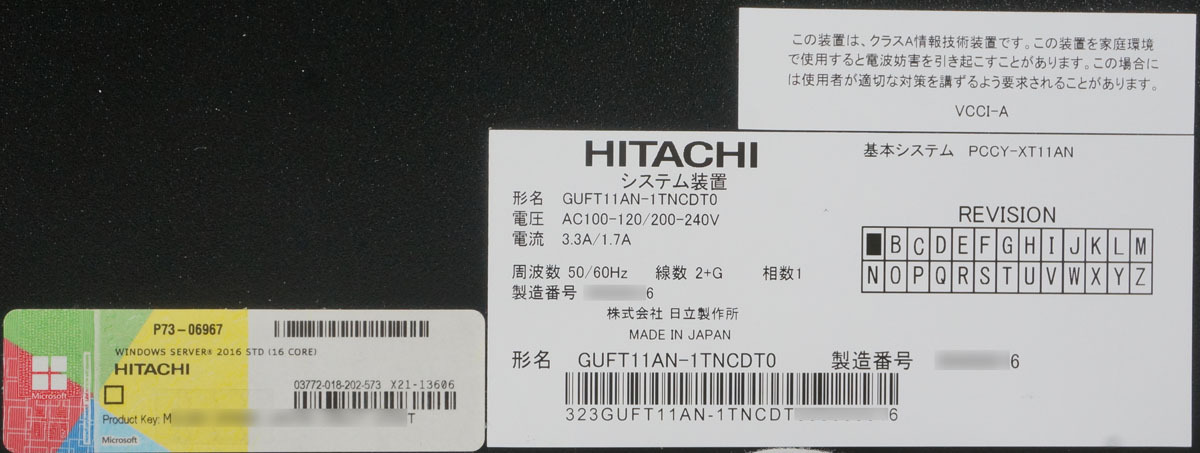 この装置は、クラスA情報技術装置です。この装置を家庭環境
で使用すると電波妨害を引き起こすことがあります。この場合に
は使用者が適切な対策を講ずるよう要求されることがあります。
VCCI-A
HITACHI
システム装置
基本システム PCCY-XT11AN
形名 GUFT11AN-1TNCDT0
電圧 AC100-120/200-240V
電流 3.3A/1.7A
周波数 50/60Hz 線数 2+G 相数1
製造番号 6
株式会社 日立製作所
MADE IN JAPAN
REVISION
B C D E F G H I J K L M
N O P Q R S T U V W X Y Z
形名 GUFT11AN-1TNCDT0 製造番号 6
323GUFT11AN-1TNCDT 6
P73-06967
WINDOWS SERVER® 2016 STD (16 CORE)
HITACHI
03772-018-202-573 X21-13606
Product Key: M T
Microsoft
Microsoft